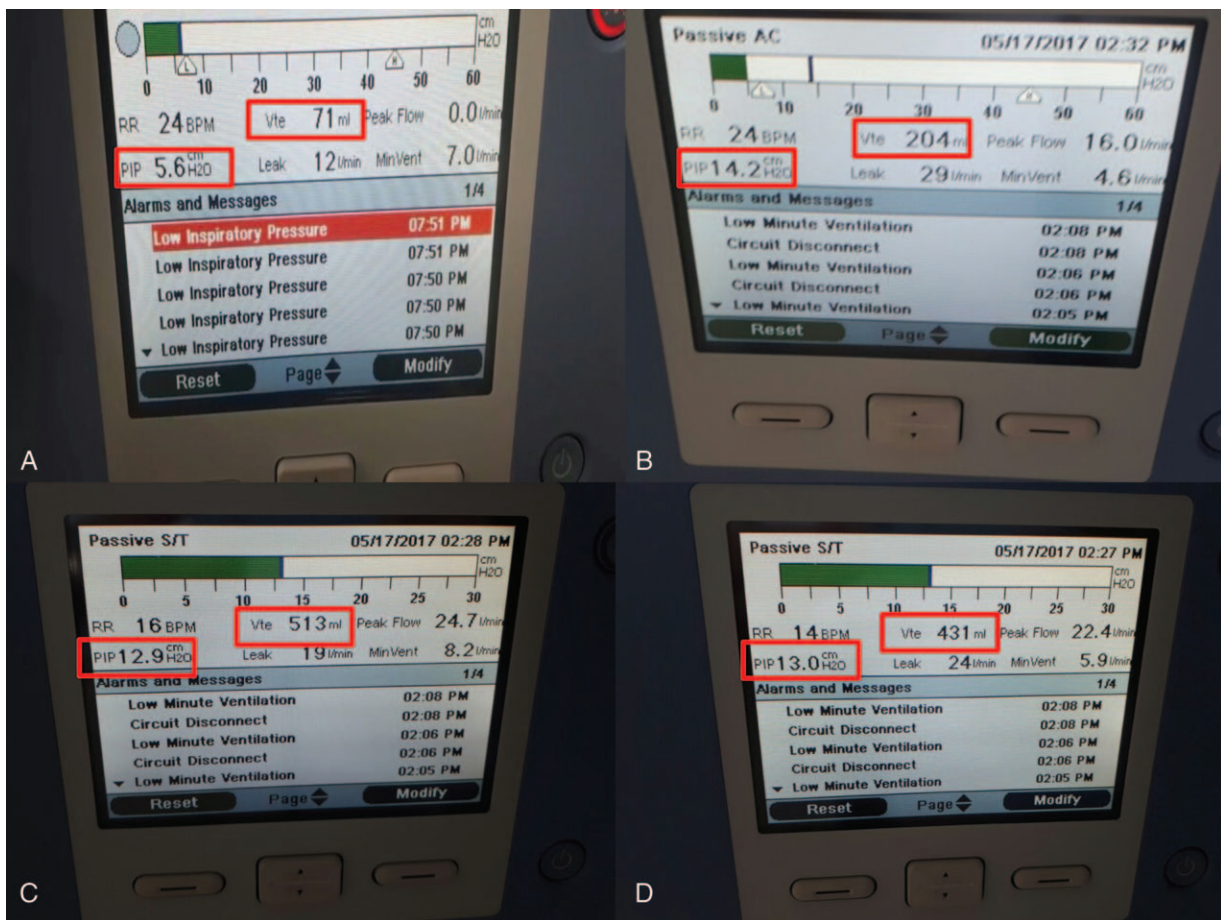 cm
H2O
0 10 20 30 40 50 60
L H
RR 24 BPM Vte 71 ml Peak Flow 0.0 l/min
PIP 5.6 cm H2O Leak 12 l/min MinVent 7.0 l/min
Alarms and Messages 1/4
Low Inspiratory Pressure 07:51 PM
Low Inspiratory Pressure 07:51 PM
Low Inspiratory Pressure 07:50 PM
Low Inspiratory Pressure 07:50 PM
Low Inspiratory Pressure 07:50 PM
Reset Page Modify
A
Passive AC 05/17/2017 02:32 PM
cm
H2O
L H
0 10 20 30 40 50 60
RR 24 BPM Vte 204 ml Peak Flow 16.0 l/min
PIP 14.2 cm H2O Leak 29 l/min MinVent 4.6 l/min
Alarms and Messages 1/4
Low Minute Ventilation 02:08 PM
Circuit Disconnect 02:08 PM
Low Minute Ventilation 02:06 PM
Circuit Disconnect 02:06 PM
Low Minute Ventilation 02:05 PM
Reset Page Modify
B
Passive S/T 05/17/2017 02:28 PM
cm
H2O
0 5 10 15 20 25 30
RR 16 BPM Vte 513 ml Peak Flow 24.7 l/min
PIP 12.9 cm H2O Leak 19 l/min MinVent 8.2 l/min
Alarms and Messages 1/4
Low Minute Ventilation 02:08 PM
Circuit Disconnect 02:08 PM
Low Minute Ventilation 02:06 PM
Circuit Disconnect 02:06 PM
Low Minute Ventilation 02:05 PM
Reset Page Modify
C
Passive S/T 05/17/2017 02:27 PM
cm
H2O
0 5 10 15 20 25 30
RR 14 BPM Vte 431 ml Peak Flow 22.4 l/min
PIP 13.0 cm H2O Leak 24 l/min MinVent 5.9 l/min
Alarms and Messages 1/4
Low Minute Ventilation 02:08 PM
Circuit Disconnect 02:08 PM
Low Minute Ventilation 02:06 PM
Circuit Disconnect 02:06 PM
Low Minute Ventilation 02:05 PM
Reset Page Modify
D